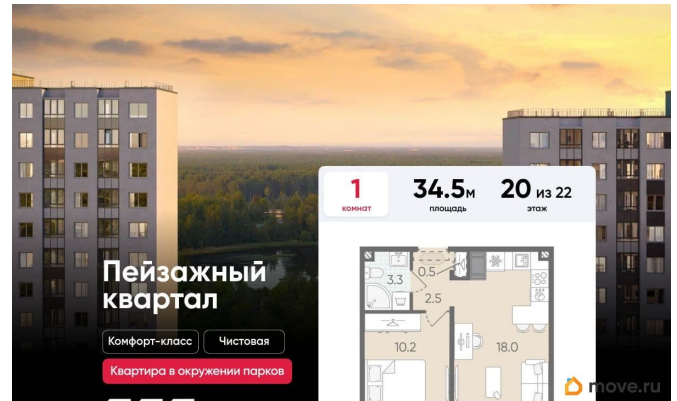 1
комнат
34.5м
площадь
20 из 22
этаж
Пейзажный
квартал
Комфорт-класс
Чистовая
Квартира в окружении парков
3.3
0.5
2.5
10.2
18.0
move.ru